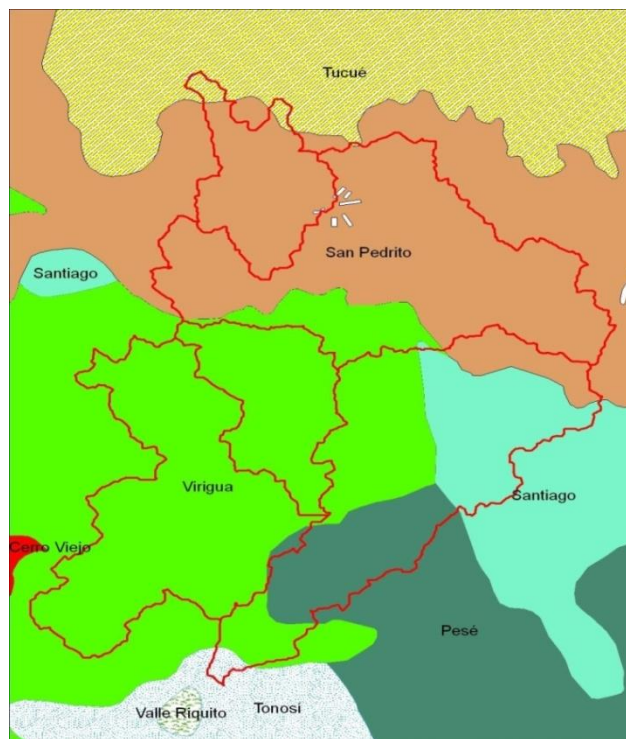 Tucué
San Pedrito
Santiago
Virigua
Santiago
Cerro Viejo
Pesé
Valle Riquito
Tonosí